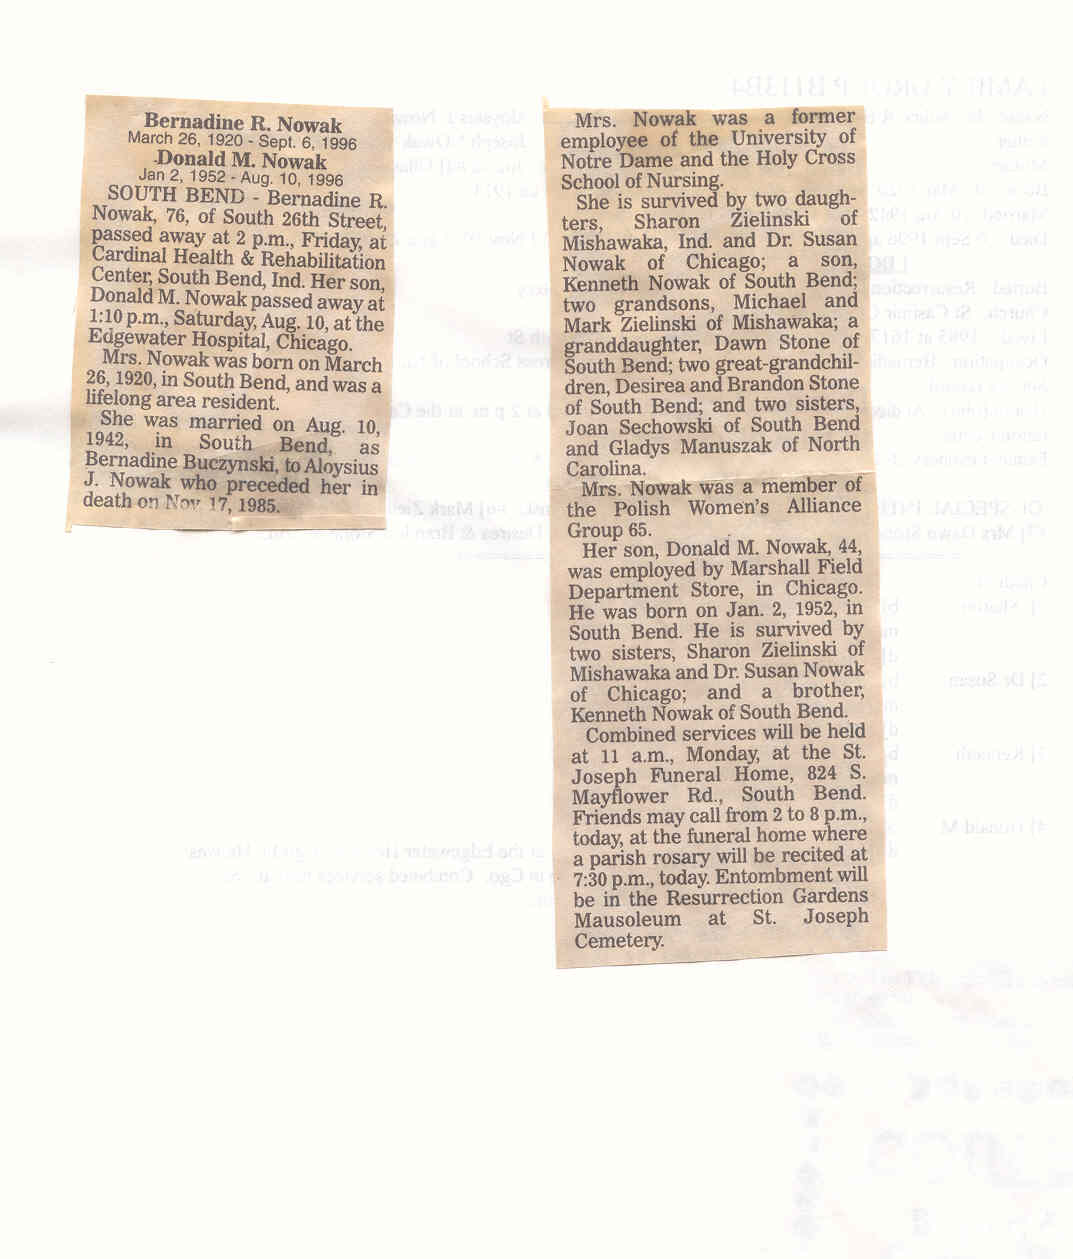 Bernadine R. Nowak
March 26, 1920 - Sept. 6, 1996
Donald M. Nowak
Jan 2, 1952 - Aug. 10, 1996
SOUTH BEND - Bernadine R.
Nowak, 76, of South 26th Street,
passed away at 2 p.m., Friday, at
Cardinal Health & Rehabilitation
Center, South Bend, Ind. Her son,
Donald M. Nowak passed away at
1:10 p.m., Saturday, Aug. 10, at the
Edgewater Hospital, Chicago.
Mrs. Nowak was born on March
26, 1920, in South Bend, and was a
lifelong area resident.
She was married on Aug. 10,
1942, in South Bend, as
Bernadine Buczynski, to Aloysius
J. Nowak who preceded her in
death on Nov 17, 1985.
Mrs. Nowak was a former
employee of the University of
Notre Dame and the Holy Cross
School of Nursing.
She is survived by two daugh-
ters, Sharon Zielinski of
Mishawaka, Ind. and Dr. Susan
Nowak of Chicago; a son,
Kenneth Nowak of South Bend;
two grandsons, Michael and
Mark Zielinski of Mishawaka; a
granddaughter, Dawn Stone of
South Bend; two great-grandchil-
dren, Desirea and Brandon Stone
of South Bend; and two sisters,
Joan Sechowski of South Bend
and Gladys Manuszak of North
Carolina.
Mrs. Nowak was a member of
the Polish Women's Alliance
Group 65.
Her son, Donald M. Nowak, 44,
was employed by Marshall Field
Department Store, in Chicago.
He was born on Jan. 2, 1952, in
South Bend. He is survived by
two sisters, Sharon Zielinski of
Mishawaka and Dr. Susan Nowak
of Chicago; and a brother,
Kenneth Nowak of South Bend.
Combined services will be held
at 11 a.m., Monday, at the St.
Joseph Funeral Home, 824 S.
Mayflower Rd., South Bend.
Friends may call from 2 to 8 p.m.,
today, at the funeral home where
a parish rosary will be recited at
7:30 p.m., today. Entombment will
be in the Resurrection Gardens
Mausoleum at St. Joseph
Cemetery.